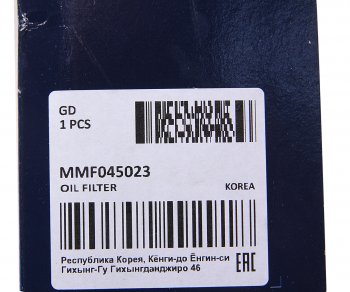 GD
1 PCS
MMF045023
OIL FILTER KOREA
Республика Корея, Кёнги-до Ёнгин-си
Гихынг-Гу Гихынгданджиро 46
EAC